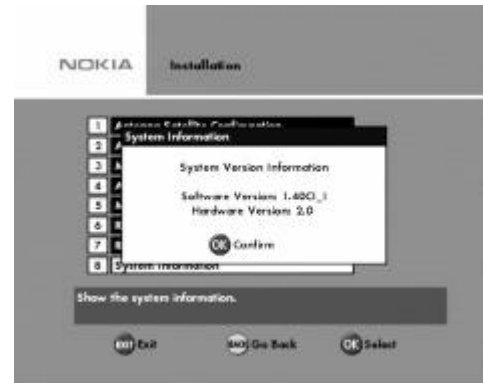 NOKIA
Installation
1 Antenna Satellite Configuration
System Information
2 A
3
4 A
5
6
7
8 System Information
System Version Information
Software Version: 1.40CI_1
Hardware Version: 2.0
OK Confirm
Show the system information.
EXIT Exit
BACK Go Back
OK Select